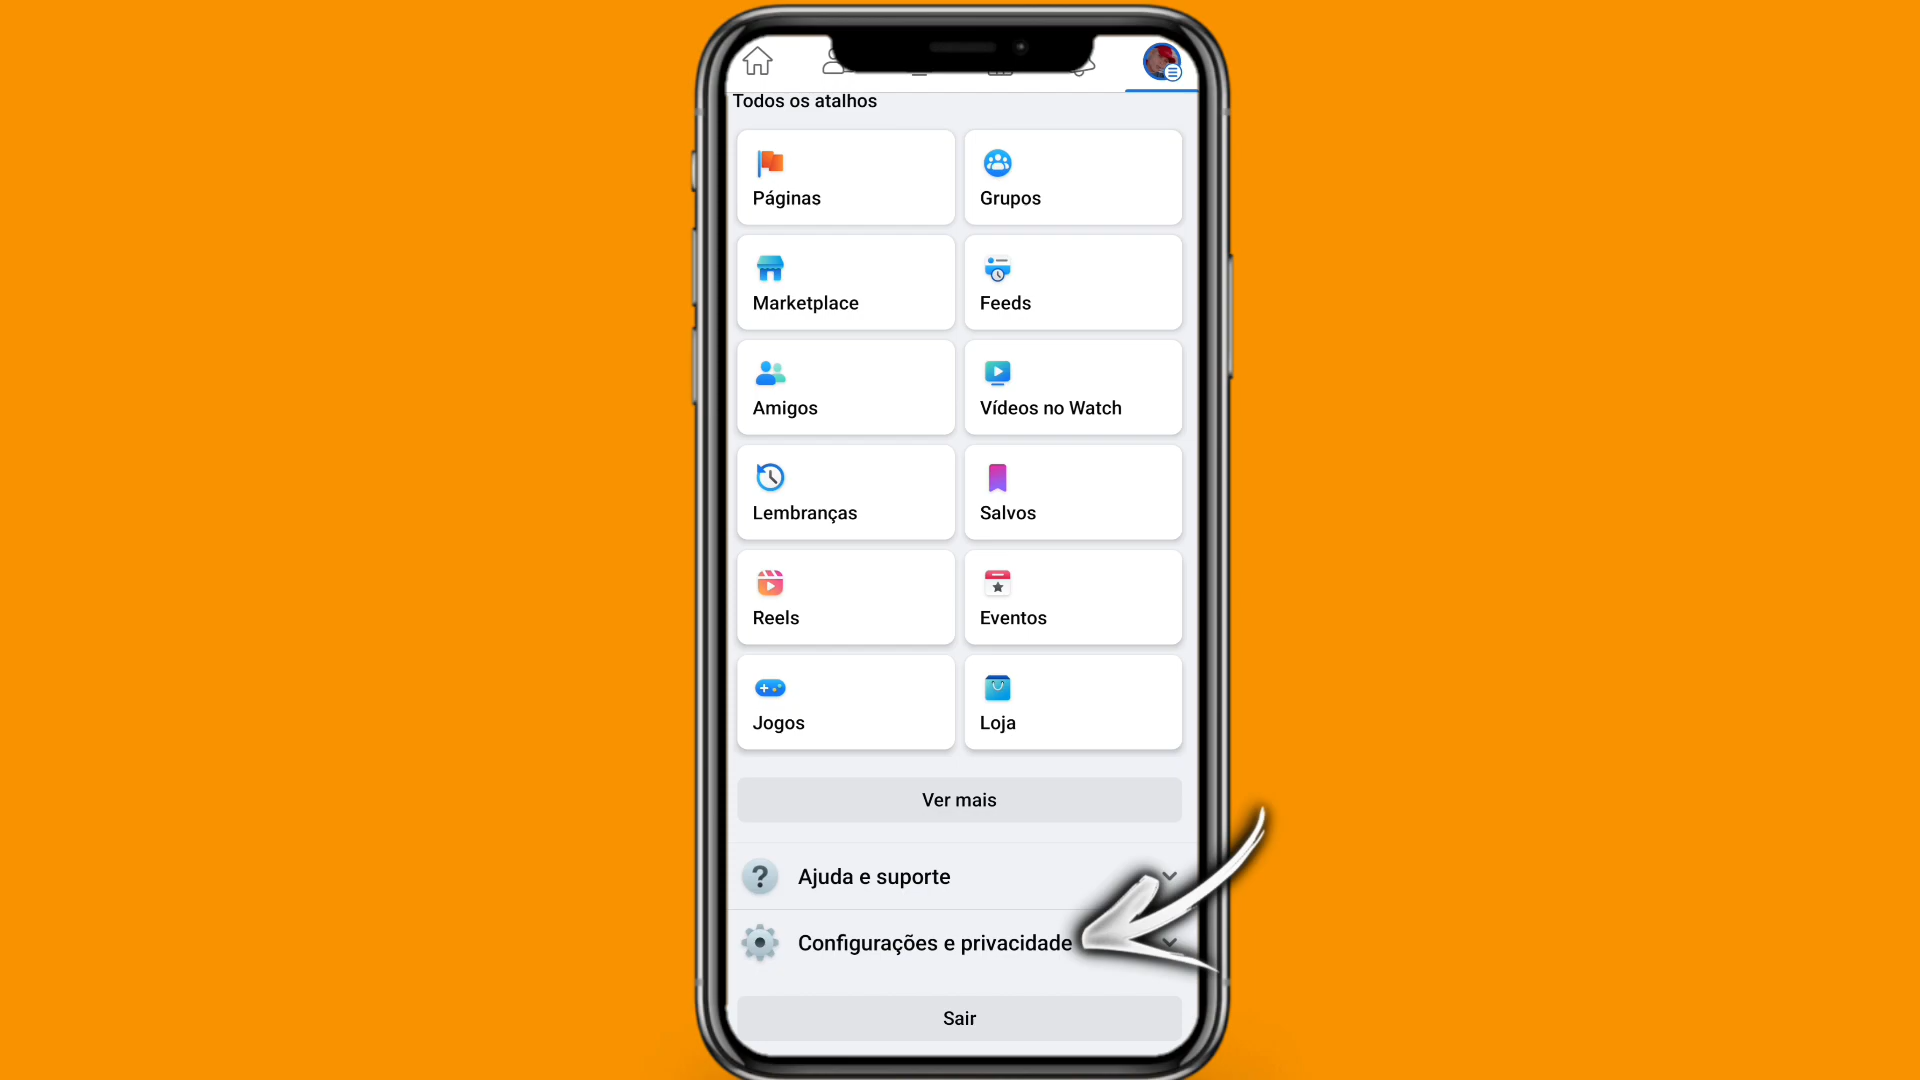 Todos os atalhos
Páginas
Grupos
Marketplace
Feeds
Amigos
Vídeos no Watch
Lembranças
Salvos
Reels
Eventos
Jogos
Loja
Ver mais
Ajuda e suporte
Configurações e privacidade
Sair